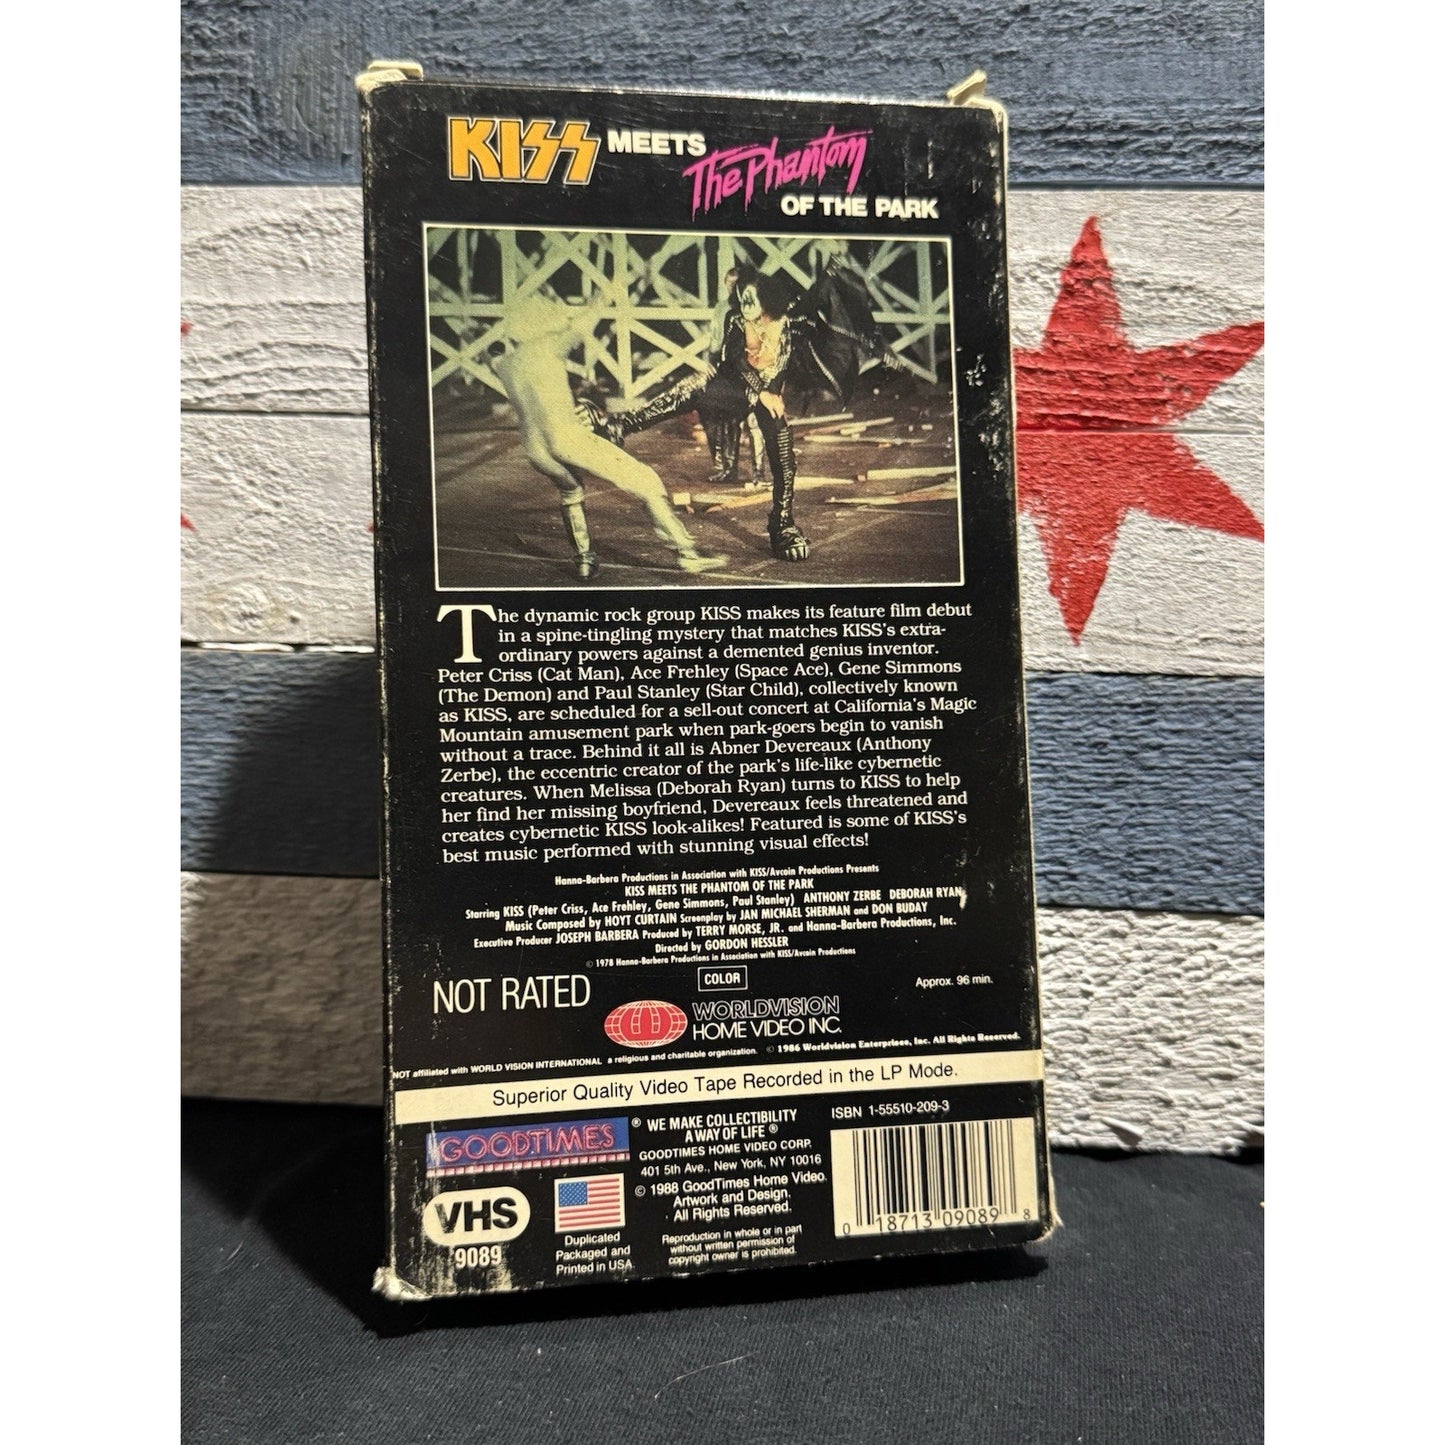 KISS MEETS The Phantom
OF THE PARK
The dynamic rock group KISS makes its feature film debut
in a spine-tingling mystery that matches KISS's extra-
ordinary powers against a demented genius inventor.
Peter Criss (Cat Man), Ace Frehley (Space Ace), Gene Simmons
(The Demon) and Paul Stanley (Star Child), collectively known
as KISS, are scheduled for a sell-out concert at California's Magic
Mountain amusement park when park-goers begin to vanish
without a trace. Behind it all is Abner Devereaux (Anthony
Zerbe), the eccentric creator of the park's life-like cybernetic
creatures. When Melissa (Deborah Ryan) turns to KISS to help
her find her missing boyfriend, Devereaux feels threatened and
creates cybernetic KISS look-alikes! Featured is some of KISS's
best music performed with stunning visual effects!
Hanna-Barbera Productions in Association with KISS/Avcoin Productions Presents
KISS MEETS THE PHANTOM OF THE PARK
Starring KISS (Peter Criss, Ace Frehley, Gene Simmons, Paul Stanley) ANTHONY ZERBE DEBORAH RYAN
Music Composed by HOYT CURTAIN Screenplay by JAN MICHAEL SHERMAN and DON BUDAY
Executive Producer JOSEPH BARBERA Produced by TERRY MORSE, JR. and Hanna-Barbera Productions, Inc.
Directed by GORDON HESSLER
© 1978 Hanna-Barbera Productions in Association with KISS/Avcoin Productions
NOT RATED
COLOR
Approx. 96 min.
WORLDVISION
HOME VIDEO INC.
NOT affiliated with WORLD VISION INTERNATIONAL a religious and charitable organization. © 1986 Worldvision Enterprises, Inc. All Rights Reserved.
Superior Quality Video Tape Recorded in the LP Mode.
GOODTIMES ®
WE MAKE COLLECTIBILITY
A WAY OF LIFE ®
GOODTIMES HOME VIDEO CORP.
401 5th Ave., New York, NY 10016
© 1988 GoodTimes Home Video.
Artwork and Design.
All Rights Reserved.
Reproduction in whole or in part
without written permission of
copyright owner is prohibited.
VHS
9089
Duplicated
Packaged and
Printed in USA
ISBN 1-55510-209-3
0 18713 09089 8